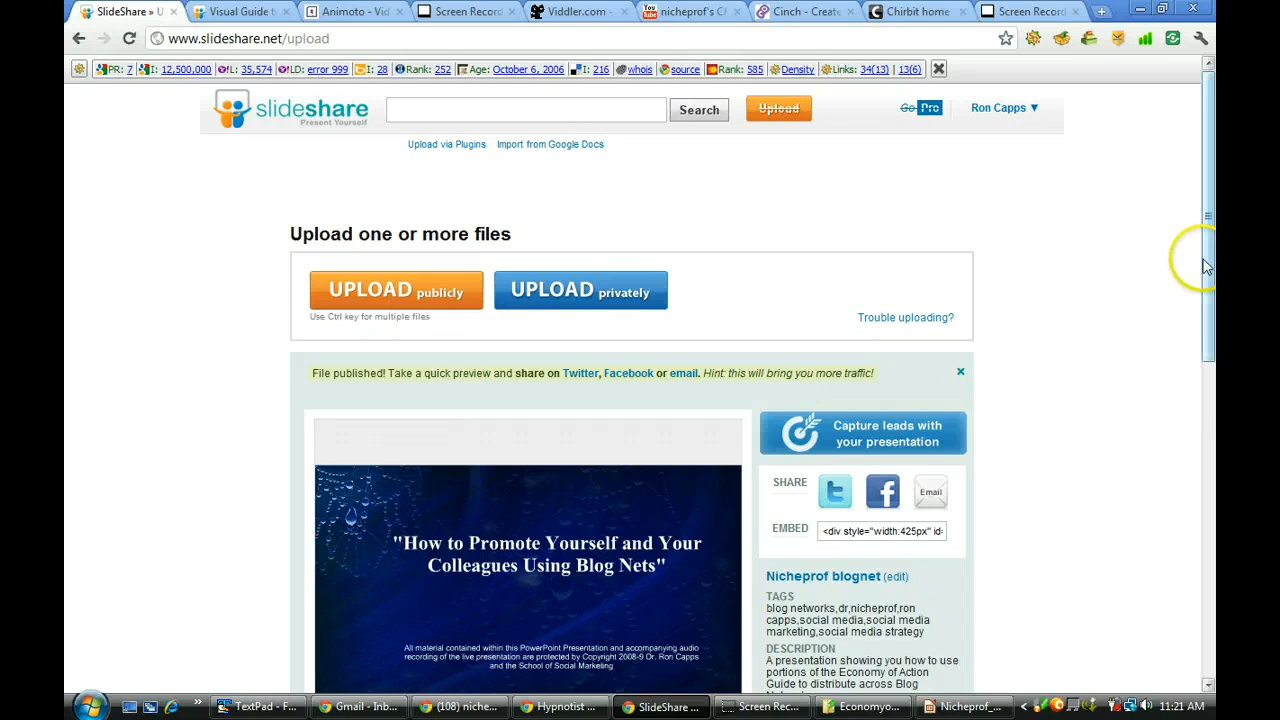 SlideShare » U
Visual Guide to
Animoto - Vid
Screen Record
Viddler.com -
nicheprof's C
Cinch - Create
Chirbit home
Screen Record
www.slideshare.net/upload
PR: 7 I: 12,500,000 L: 35,574 LD: error 999 I: 28 Rank: 252 Age: October 6, 2006 I: 216 whois source Rank: 585 Density Links: 34(13) | 13(6)
slideshare
Present Yourself
Search
Upload
Go Pro
Ron Capps ▼
Upload via Plugins
Import from Google Docs
Upload one or more files
UPLOAD publicly
UPLOAD privately
Use Ctrl key for multiple files
Trouble uploading?
File published! Take a quick preview and share on Twitter, Facebook or email. Hint: this will bring you more traffic!
Capture leads with
your presentation
SHARE
Email
EMBED
<div style="width:425px" id=
"How to Promote Yourself and Your
Colleagues Using Blog Nets"
All material contained within this PowerPoint Presentation and accompanying audio
recording of the live presentation are protected by Copyright 2008-9 Dr. Ron Capps
and the School of Social Marketing
Nicheprof blognet (edit)
TAGS
blog networks,dr,nicheprof,ron
capps,social media,social media
marketing,social media strategy
DESCRIPTION
A presentation showing you how to use
portions of the Economy of Action
Guide to distribute across Blog
TextPad - F...
Gmail - Inb...
(108) niche...
Hypnotist ...
SlideShare ...
Screen Rec...
Economyo...
Nicheprof_...
11:21 AM